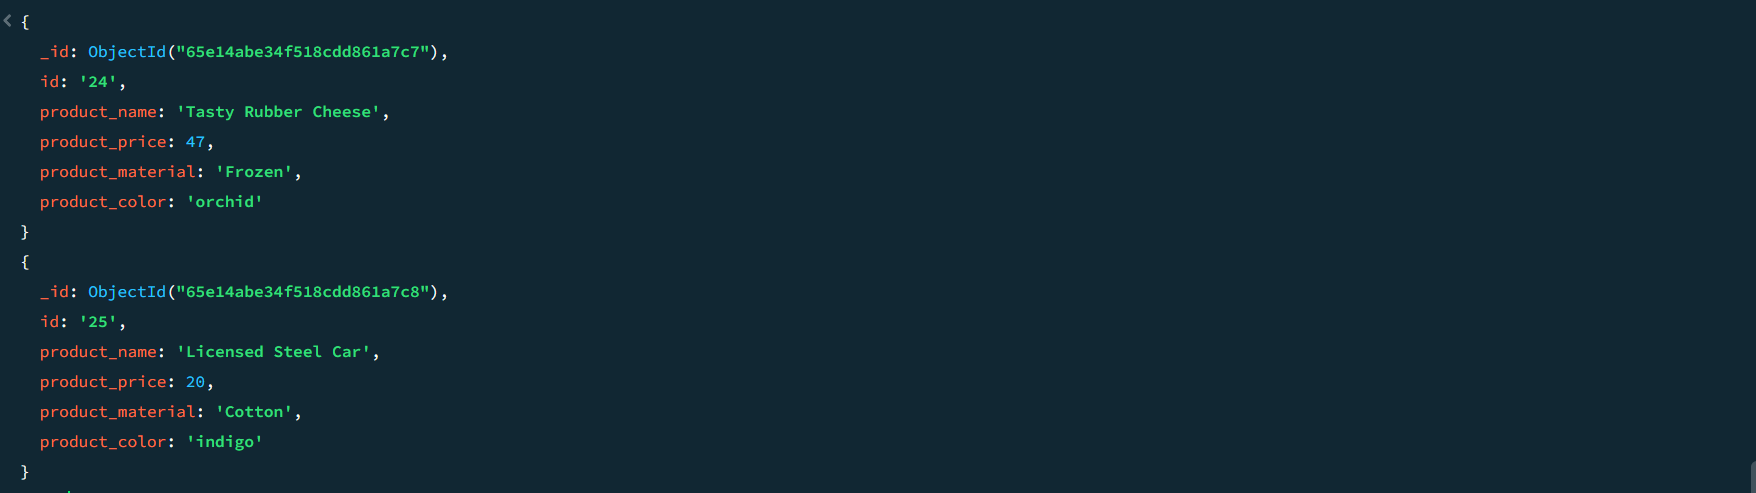 {
_id: ObjectId("65e14abe34f518cdd861a7c7"),
id: '24',
product_name: 'Tasty Rubber Cheese',
product_price: 47,
product_material: 'Frozen',
product_color: 'orchid'
}
{
_id: ObjectId("65e14abe34f518cdd861a7c8"),
id: '25',
product_name: 'Licensed Steel Car',
product_price: 20,
product_material: 'Cotton',
product_color: 'indigo'
}